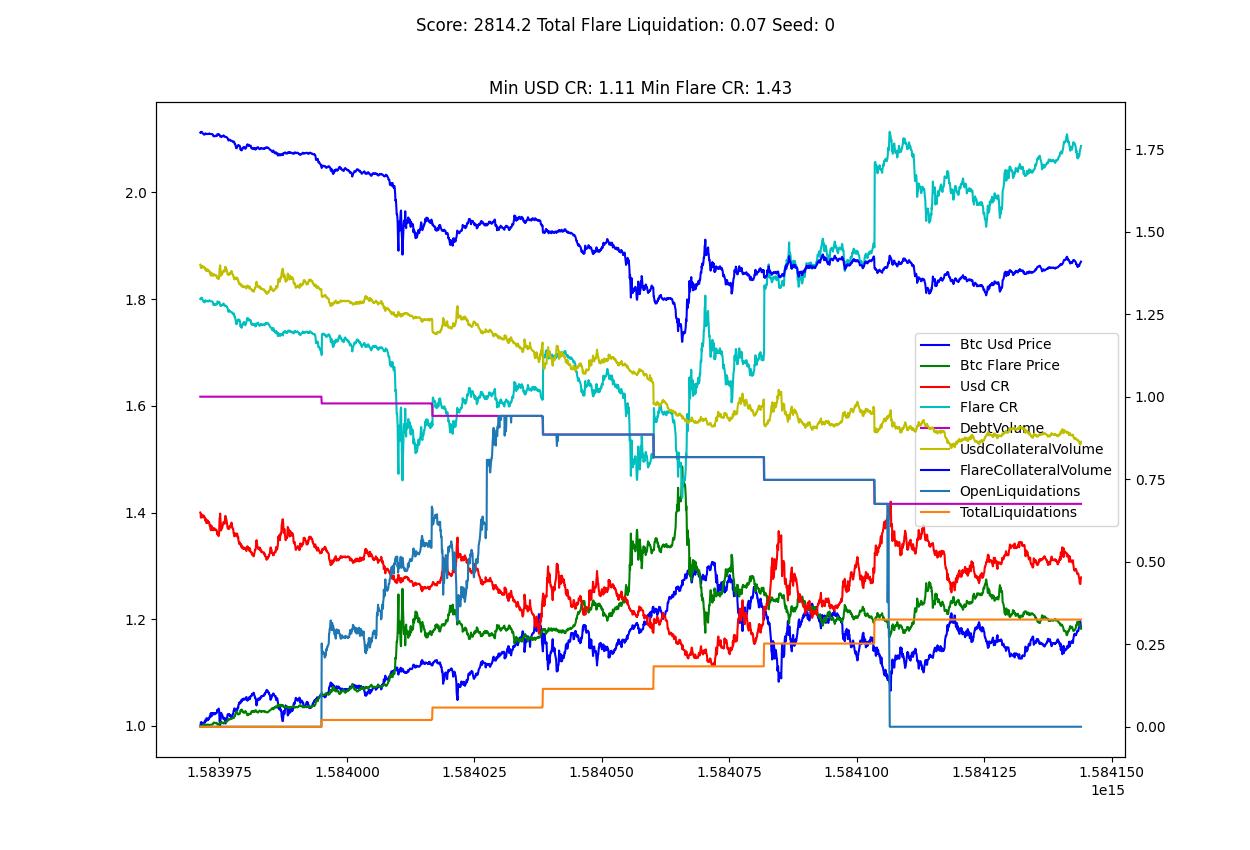 Score: 2814.2 Total Flare Liquidation: 0.07 Seed: 0
Min USD CR: 1.11 Min Flare CR: 1.43
2.0
1.8
1.6
1.4
1.2
1.0
1.75
1.50
1.25
1.00
0.75
0.50
0.25
0.00
Btc Usd Price
Btc Flare Price
Usd CR
Flare CR
DebtVolume
UsdCollateralVolume
FlareCollateralVolume
OpenLiquidations
TotalLiquidations
1.583975
1.584000
1.584025
1.584050
1.584075
1.584100
1.584125
1.584150
1e15